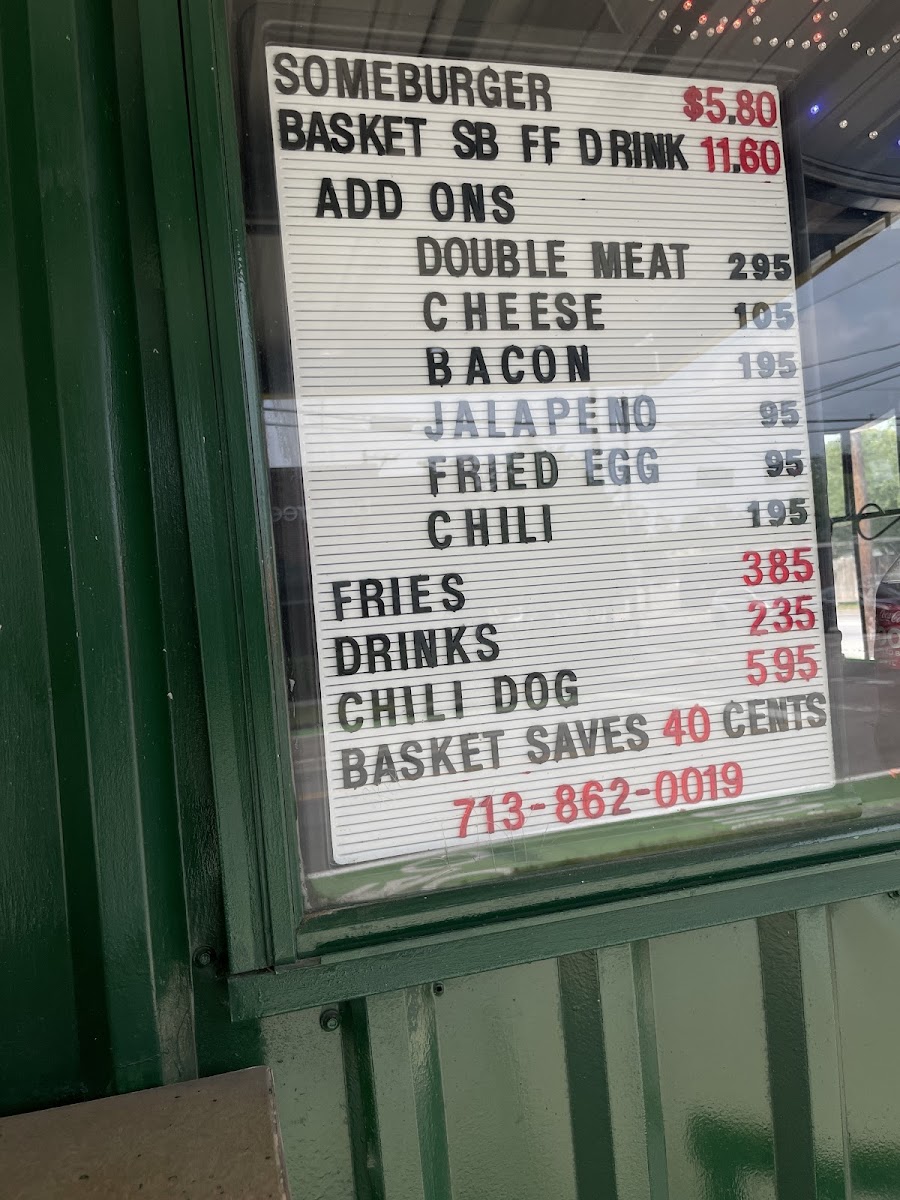 SOMEBURGER $5.80
BASKET SB FF DRINK 11.60
ADD ONS
DOUBLE MEAT 295
CHEESE 105
BACON 195
JALAPENO 95
FRIED EGG 95
CHILI 195
FRIES 385
DRINKS 235
CHILI DOG 595
BASKET SAVES 40 CENTS
713-862-0019